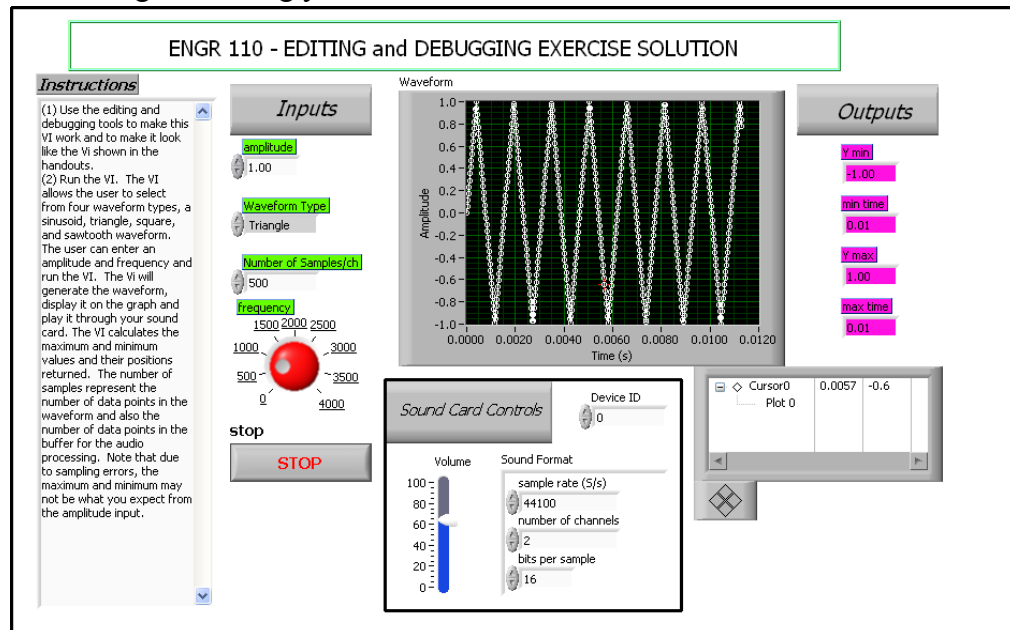 ENGR 110 - EDITING and DEBUGGING EXERCISE SOLUTION
Instructions
(1) Use the editing and
debugging tools to make this
VI work and to make it look
like the Vi shown in the
handouts.
(2) Run the VI. The VI
allows the user to select
from four waveform types, a
sinusoid, triangle, square,
and sawtooth waveform.
The user can enter an
amplitude and frequency and
run the VI. The Vi will
generate the waveform,
display it on the graph and
play it through your sound
card. The VI calculates the
maximum and minimum
values and their positions
returned. The number of
samples represent the
number of data points in the
waveform and also the
number of data points in the
buffer for the audio
processing. Note that due
to sampling errors, the
maximum and minimum may
not be what you expect from
the amplitude input.
Inputs
amplitude
1.00
Waveform Type
Triangle
Number of Samples/ch
500
frequency
0
500
1000
1500
2000
2500
3000
3500
4000
stop
STOP
Waveform
Amplitude
1.0
0.8
0.6
0.4
0.2
0.0
-0.2
-0.4
-0.6
-0.8
-1.0
0.0000 0.0020 0.0040 0.0060 0.0080 0.0100 0.0120
Time (s)
Sound Card Controls
Device ID
0
Volume
100
80
60
40
20
0
Sound Format
sample rate (S/s)
44100
number of channels
2
bits per sample
16
Outputs
Y min
-1.00
min time
0.01
Y max
1.00
max time
0.01
Cursor0 0.0057 -0.6
Plot 0